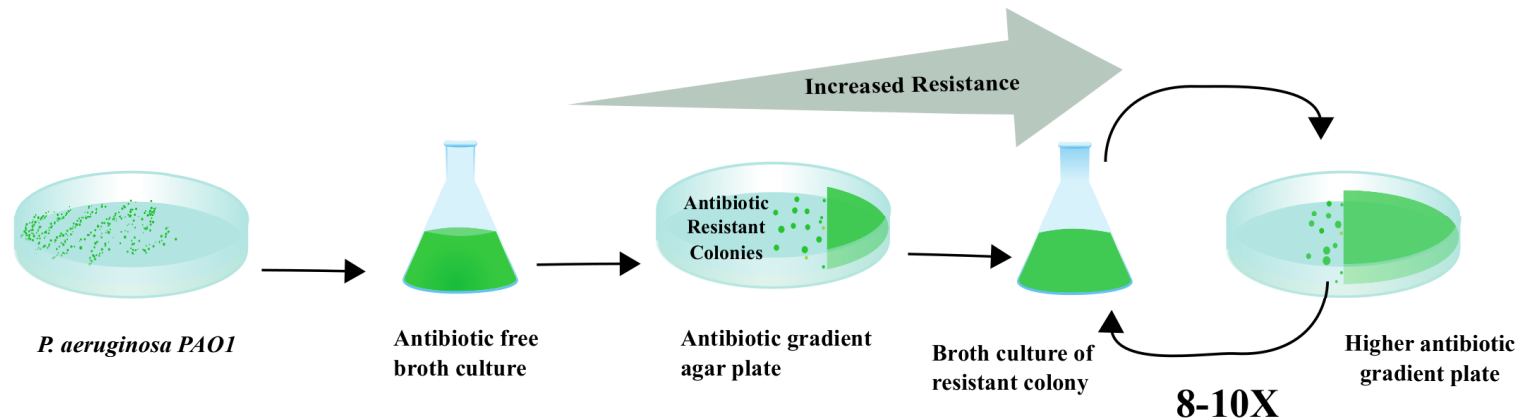 Increased Resistance
Antibiotic
Resistant
Colonies
P. aeruginosa PAO1
Antibiotic free
broth culture
Antibiotic gradient
agar plate
Broth culture of
resistant colony
Higher antibiotic
gradient plate
8-10X